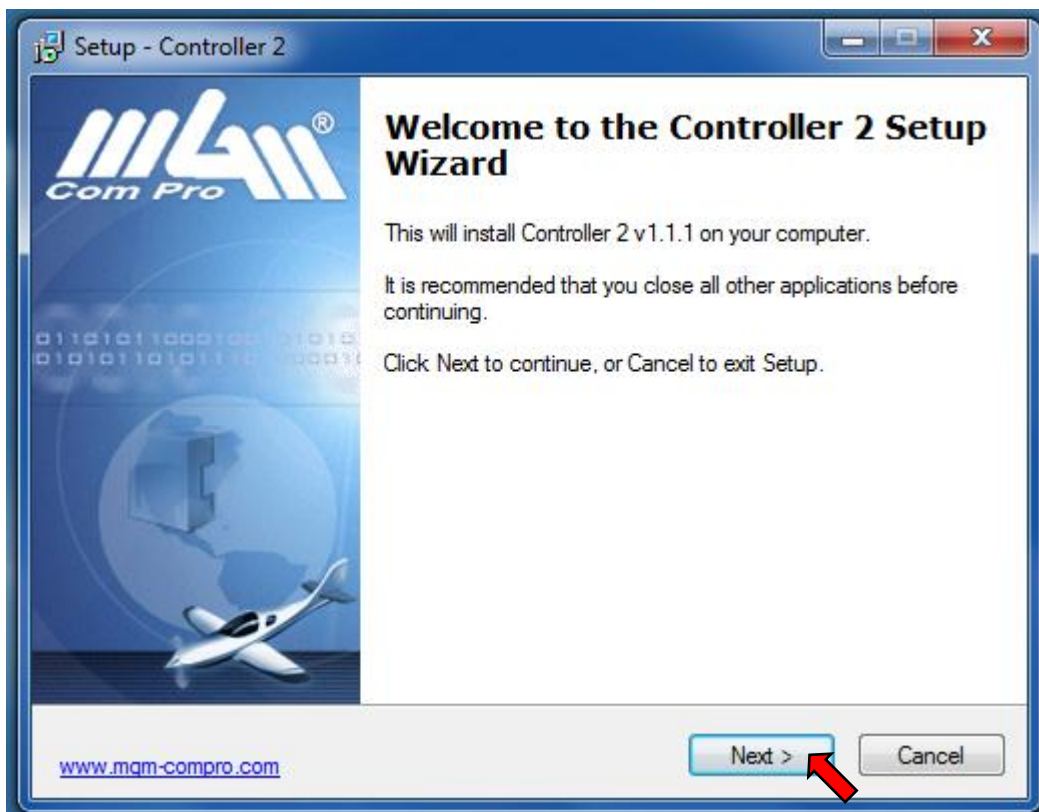 Setup - Controller 2
mgm®
Com Pro
Welcome to the Controller 2 Setup
Wizard
This will install Controller 2 v1.1.1 on your computer.
It is recommended that you close all other applications before
continuing.
Click Next to continue, or Cancel to exit Setup.
www.mgm-compro.com
Next >
Cancel